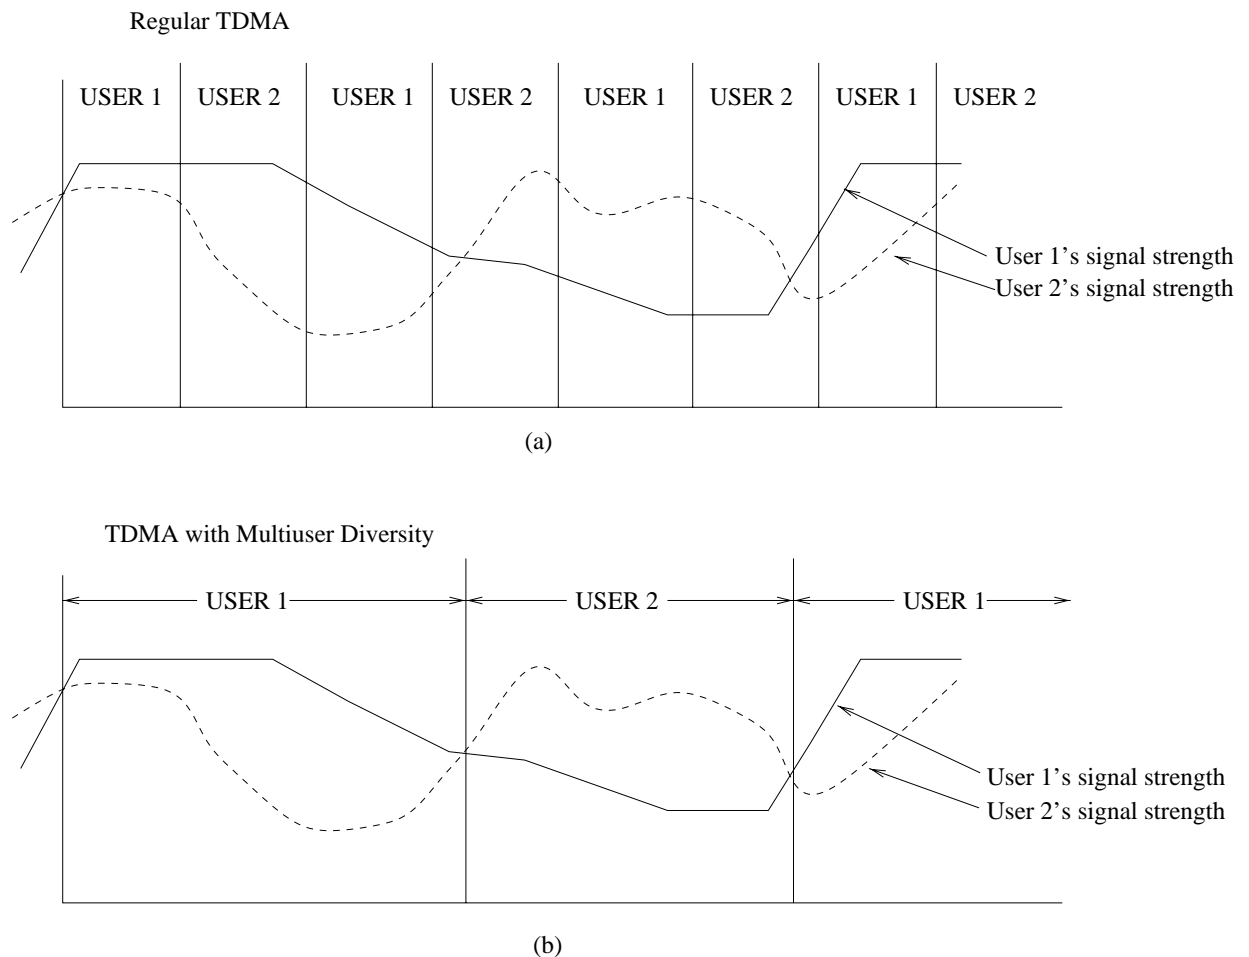 Regular TDMA
USER 1 USER 2 USER 1 USER 2 USER 1 USER 2 USER 1 USER 2
User 1's signal strength
User 2's signal strength
(a)
TDMA with Multiuser Diversity
USER 1 USER 2 USER 1
User 1's signal strength
User 2's signal strength
(b)